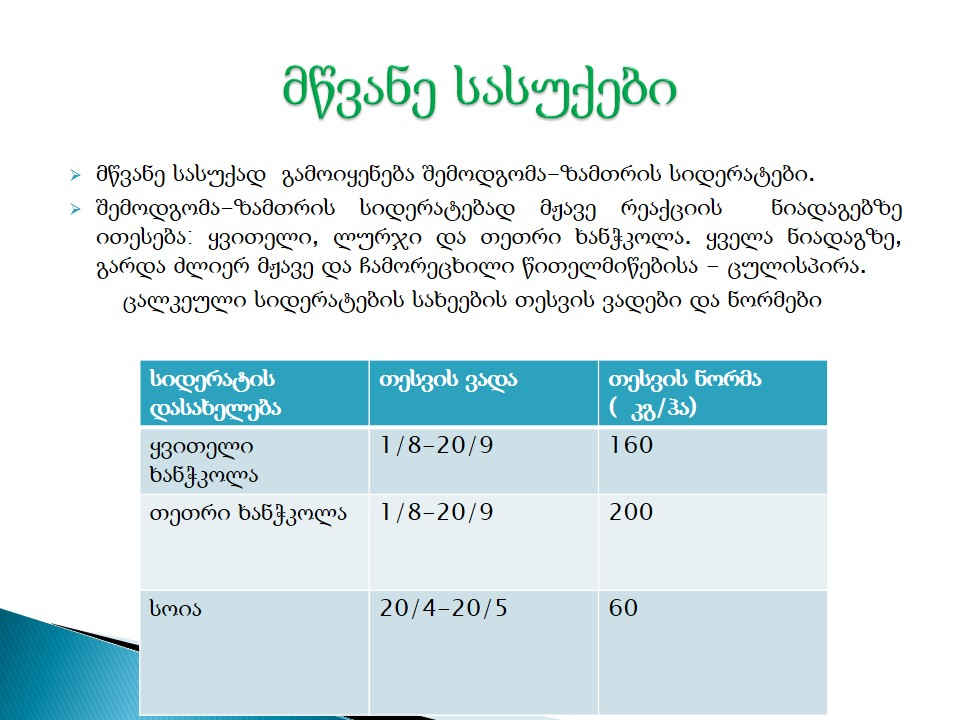 მწვანე სასუქები
მწვანე სასუქად გამოიყენება შემოდგომა-ზამთრის სიდერატები.
შემოდგომა-ზამთრის სიდერატებად მჟავე რეაქციის ნიადაგებზე
ითესება: ყვითელი, ლურჯი და თეთრი ხანჭკოლა. ყველა ნიადაგზე,
გარდა ძლიერ მჟავე და ჩამორეცხილი წითელმიწებისა - ცულისპირა.
ცალკეული სიდერატების სახეების თესვის ვადები და ნორმები
სიდერატის
დასახელება
თესვის ვადა
თესვის ნორმა
( კგ/ჰა)
ყვითელი
ხანჭკოლა
1/8-20/9
160
თეთრი ხანჭკოლა
1/8-20/9
200
სოია
20/4-20/5
60